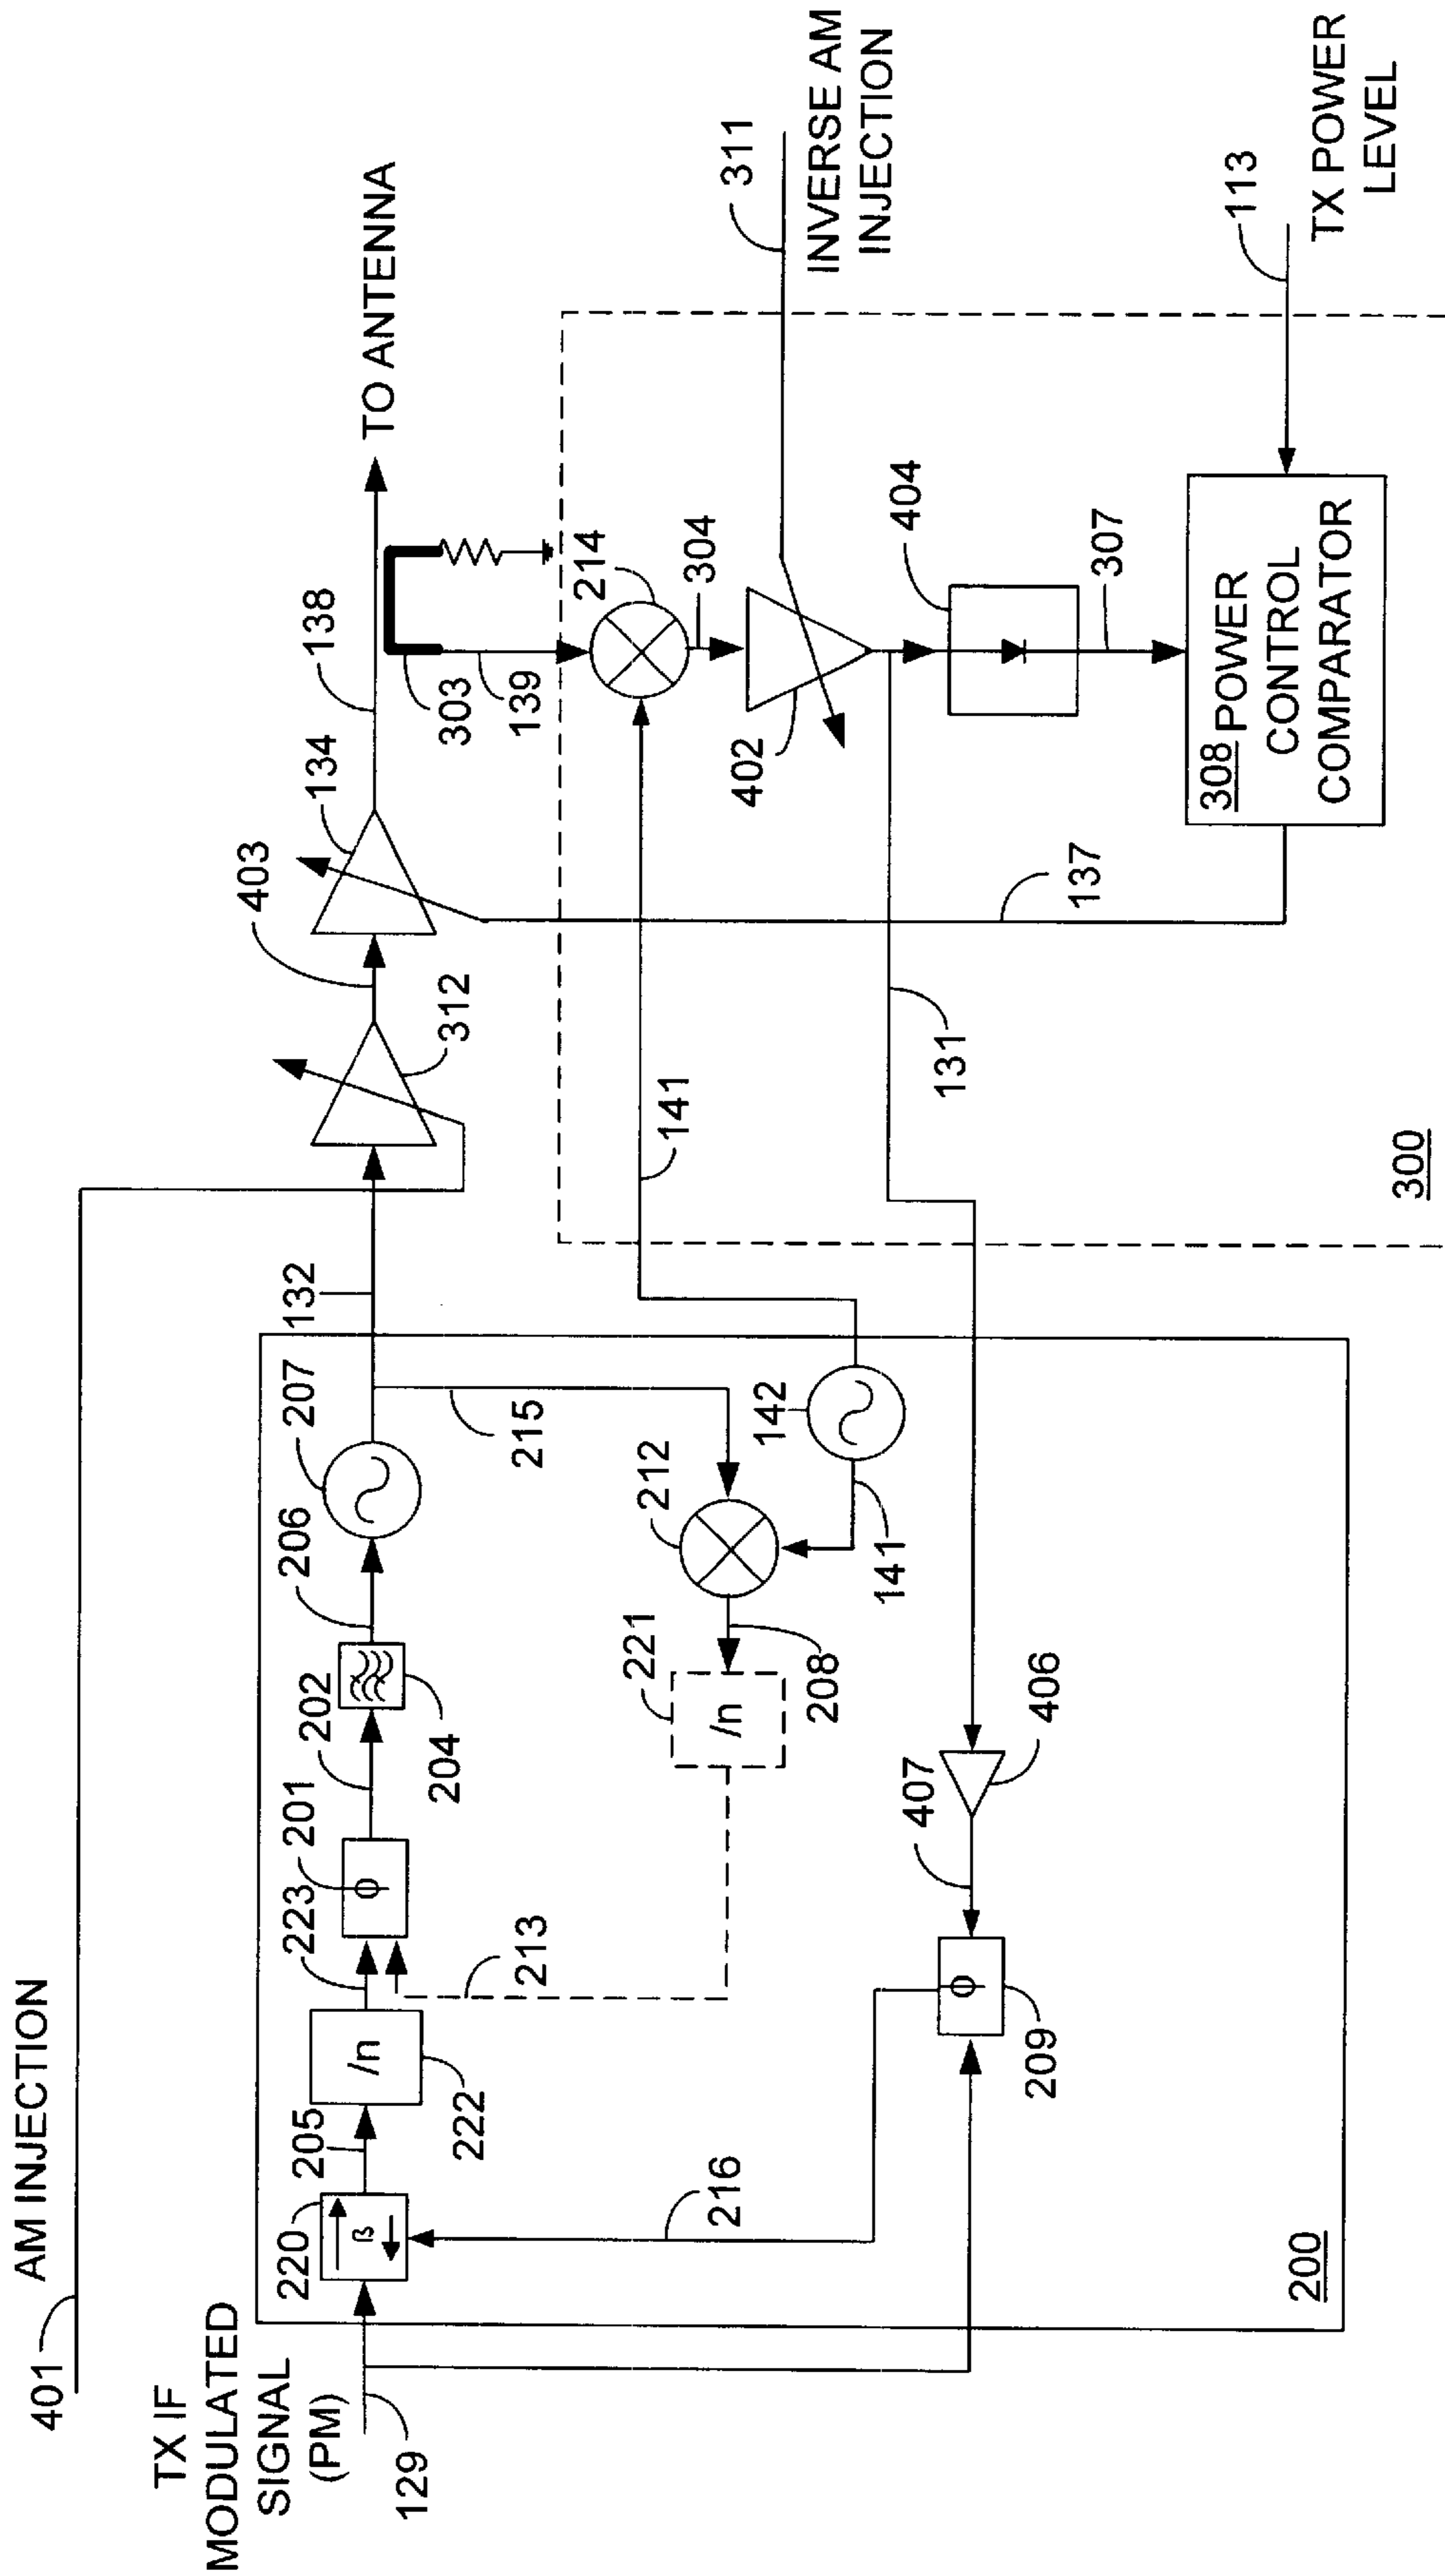 401
AM INJECTION
TX IF
MODULATED
SIGNAL
(PM)
129
220
205
222
/n
223
213
201
ϕ
202
204
206
207
132
215
312
403
134
138
TO ANTENNA
303
139
ß
216
221
/n
208
212
141
142
141
214
304
402
311
INVERSE AM
INJECTION
404
307
131
137
308 POWER
CONTROL
COMPARATOR
113
TX POWER
LEVEL
209
ϕ
407
406
200
300